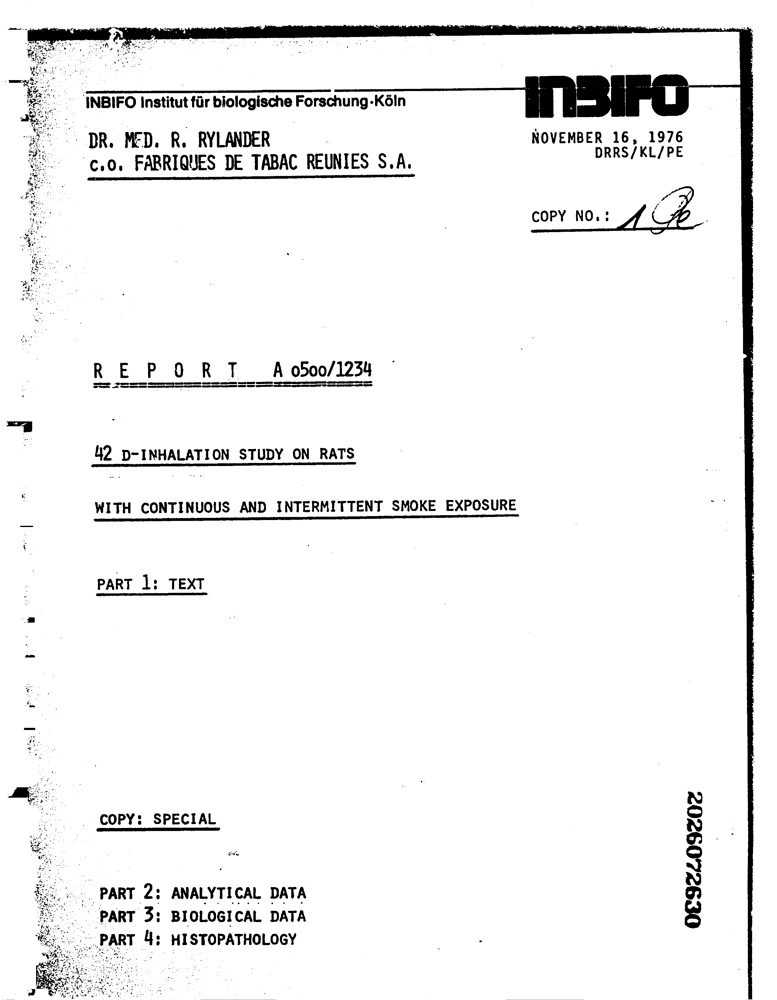 INBIFO Institut für biologische Forschung·Köln
INBIFO
DR. MED. R. RYLANDER
c.o. FABRIQUES DE TABAC REUNIES S.A.
NOVEMBER 16, 1976
DRRS/KL/PE
COPY NO.: 1
REPORT A o5oo/1234
42 D-INHALATION STUDY ON RATS
WITH CONTINUOUS AND INTERMITTENT SMOKE EXPOSURE
PART 1: TEXT
COPY: SPECIAL
PART 2: ANALYTICAL DATA
PART 3: BIOLOGICAL DATA
PART 4: HISTOPATHOLOGY
2026072630